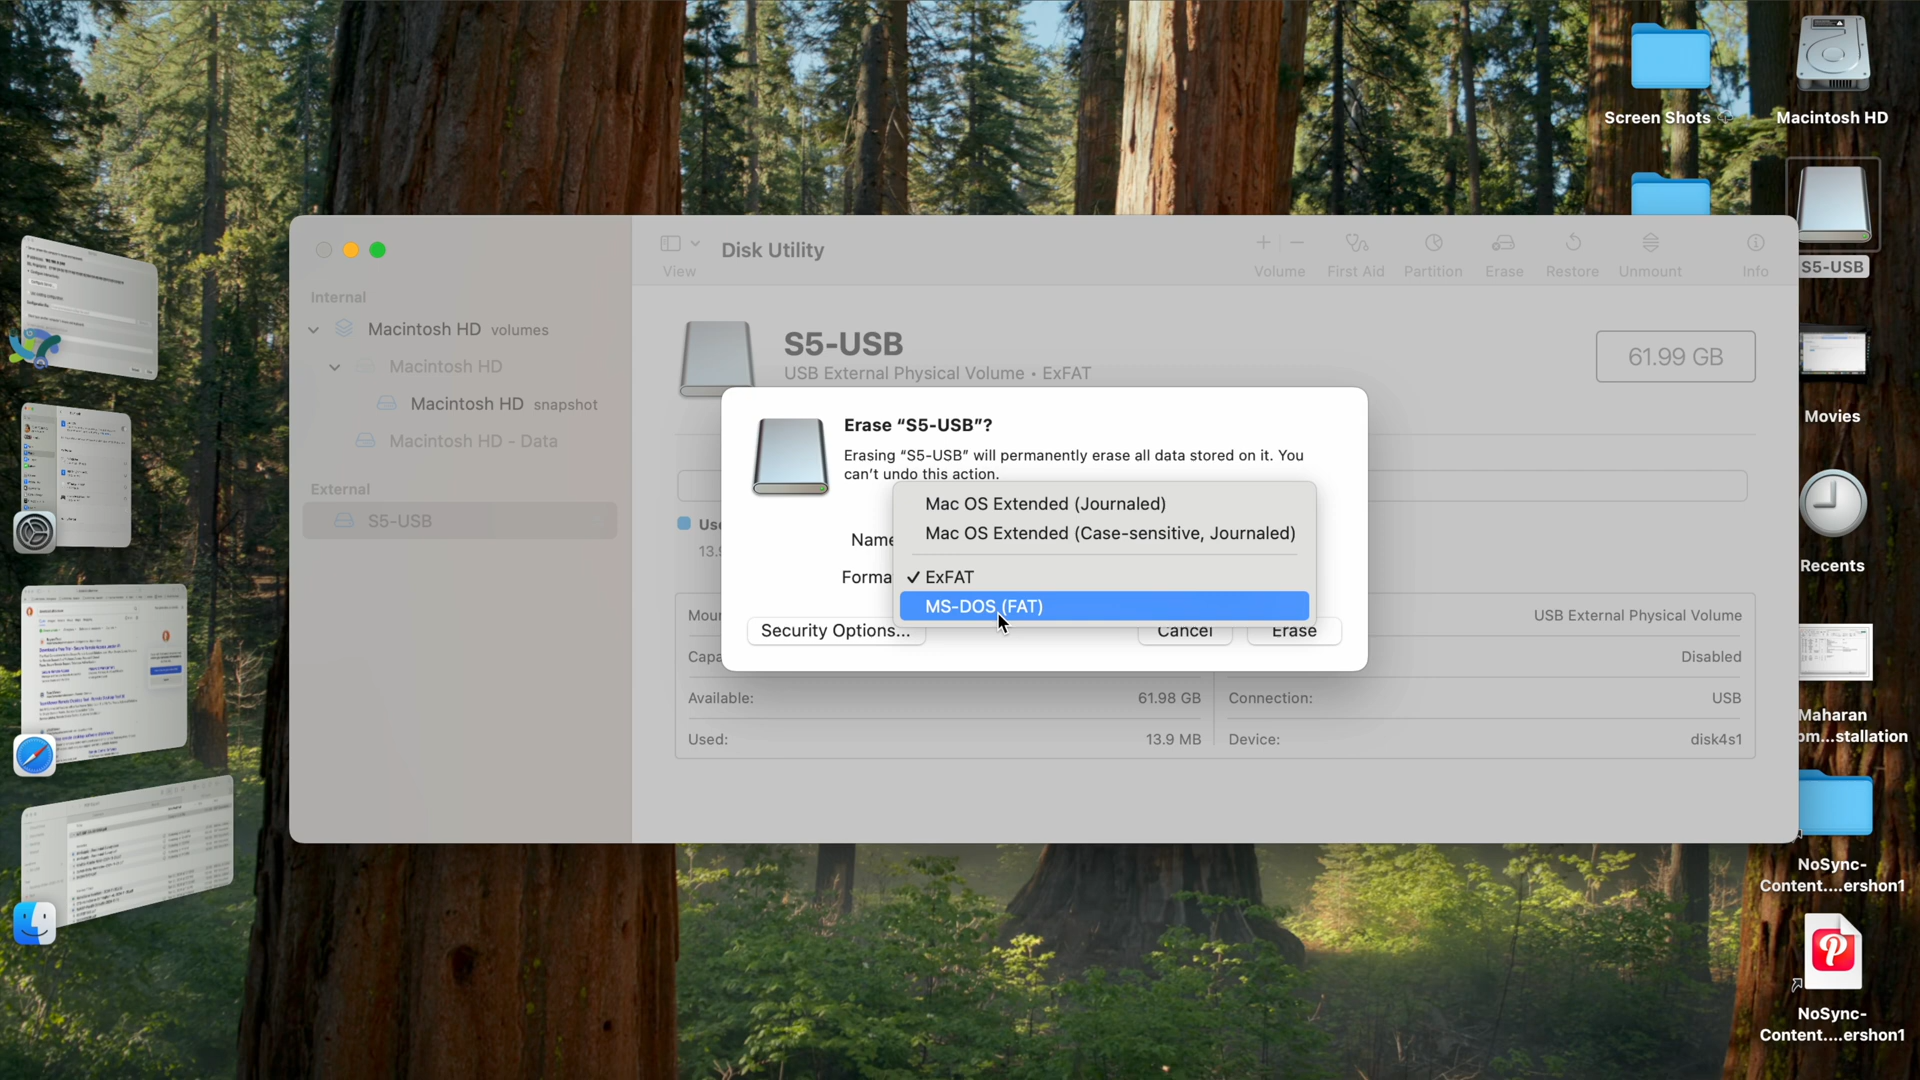 Screen Shots
Macintosh HD
S5-USB
Movies
Recents
Maharan
om...stallation
NoSync-
Content....ershon1
NoSync-
Content....ershon1
Disk Utility
View
Volume
First Aid
Partition
Erase
Restore
Unmount
Info
Internal
Macintosh HD volumes
Macintosh HD
Macintosh HD snapshot
Macintosh HD - Data
External
S5-USB
S5-USB
USB External Physical Volume • ExFAT
61.99 GB
Erase “S5-USB”?
Erasing “S5-USB” will permanently erase all data stored on it. You
can’t undo this action.
Name
Forma
Mac OS Extended (Journaled)
Mac OS Extended (Case-sensitive, Journaled)
✓ ExFAT
MS-DOS (FAT)
Security Options...
Cancel
Erase
Use
13.9
Mou
USB External Physical Volume
Capa
Disabled
Available: 61.98 GB
Connection: USB
Used: 13.9 MB
Device: disk4s1